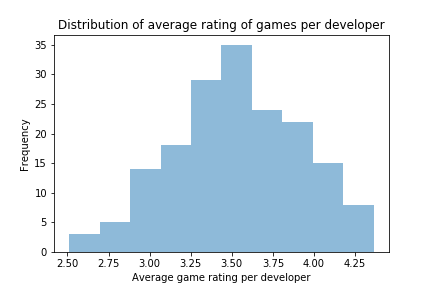 Distribution of average rating of games per developer
Frequency
35
30
25
20
15
10
5
0
2.50 2.75 3.00 3.25 3.50 3.75 4.00 4.25
Average game rating per developer